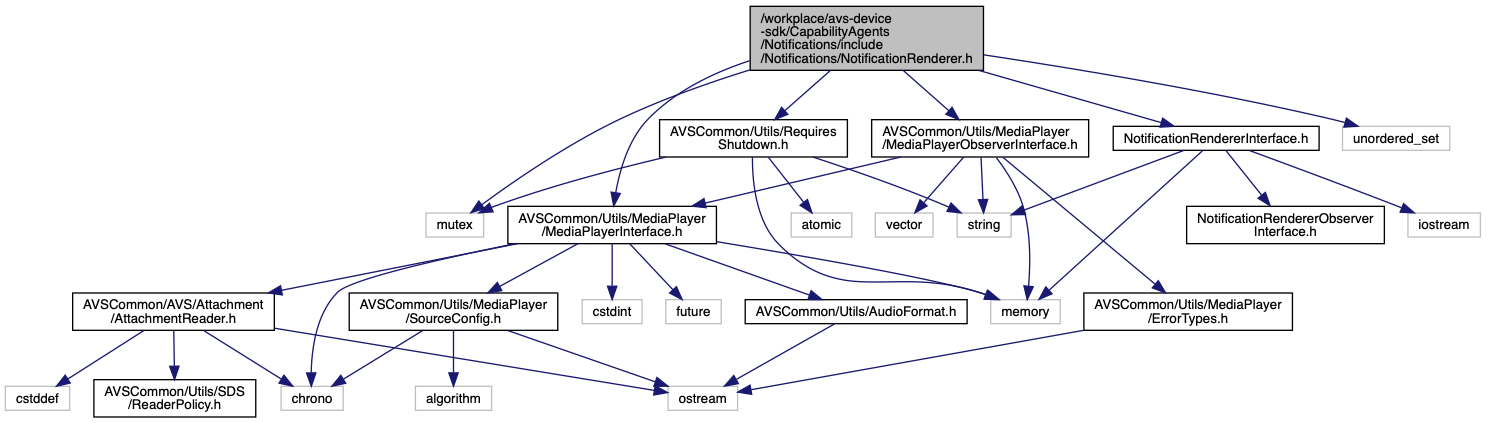 /workplace/avs-device
-sdk/CapabilityAgents
/Notifications/include
/Notifications/NotificationRenderer.h
AVSCommon/Utils/Requires
Shutdown.h
AVSCommon/Utils/MediaPlayer
/MediaPlayerObserverInterface.h
NotificationRendererInterface.h
unordered_set
mutex
AVSCommon/Utils/MediaPlayer
/MediaPlayerInterface.h
atomic
vector
string
NotificationRendererObserver
Interface.h
iostream
AVSCommon/AVS/Attachment
/AttachmentReader.h
AVSCommon/Utils/MediaPlayer
/SourceConfig.h
cstdint
future
AVSCommon/Utils/AudioFormat.h
memory
AVSCommon/Utils/MediaPlayer
/ErrorTypes.h
cstddef
AVSCommon/Utils/SDS
/ReaderPolicy.h
chrono
algorithm
ostream